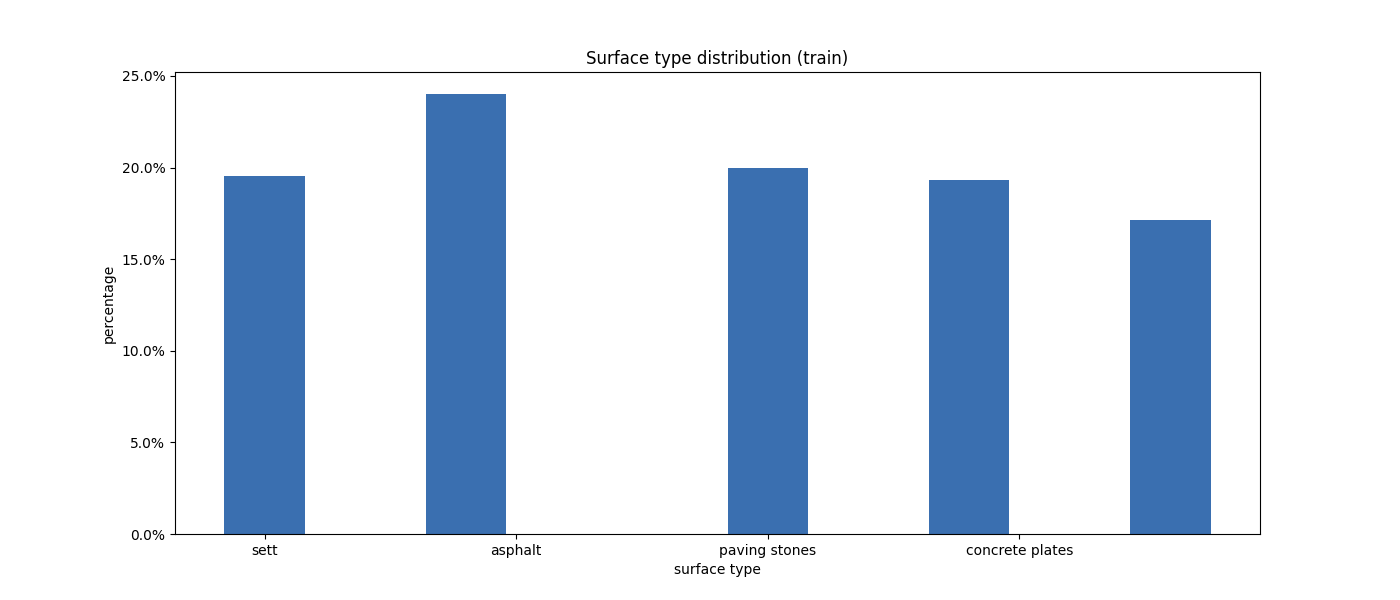 Surface type distribution (train)
25.0%
20.0%
15.0%
10.0%
5.0%
0.0%
percentage
sett asphalt paving stones concrete plates
surface type